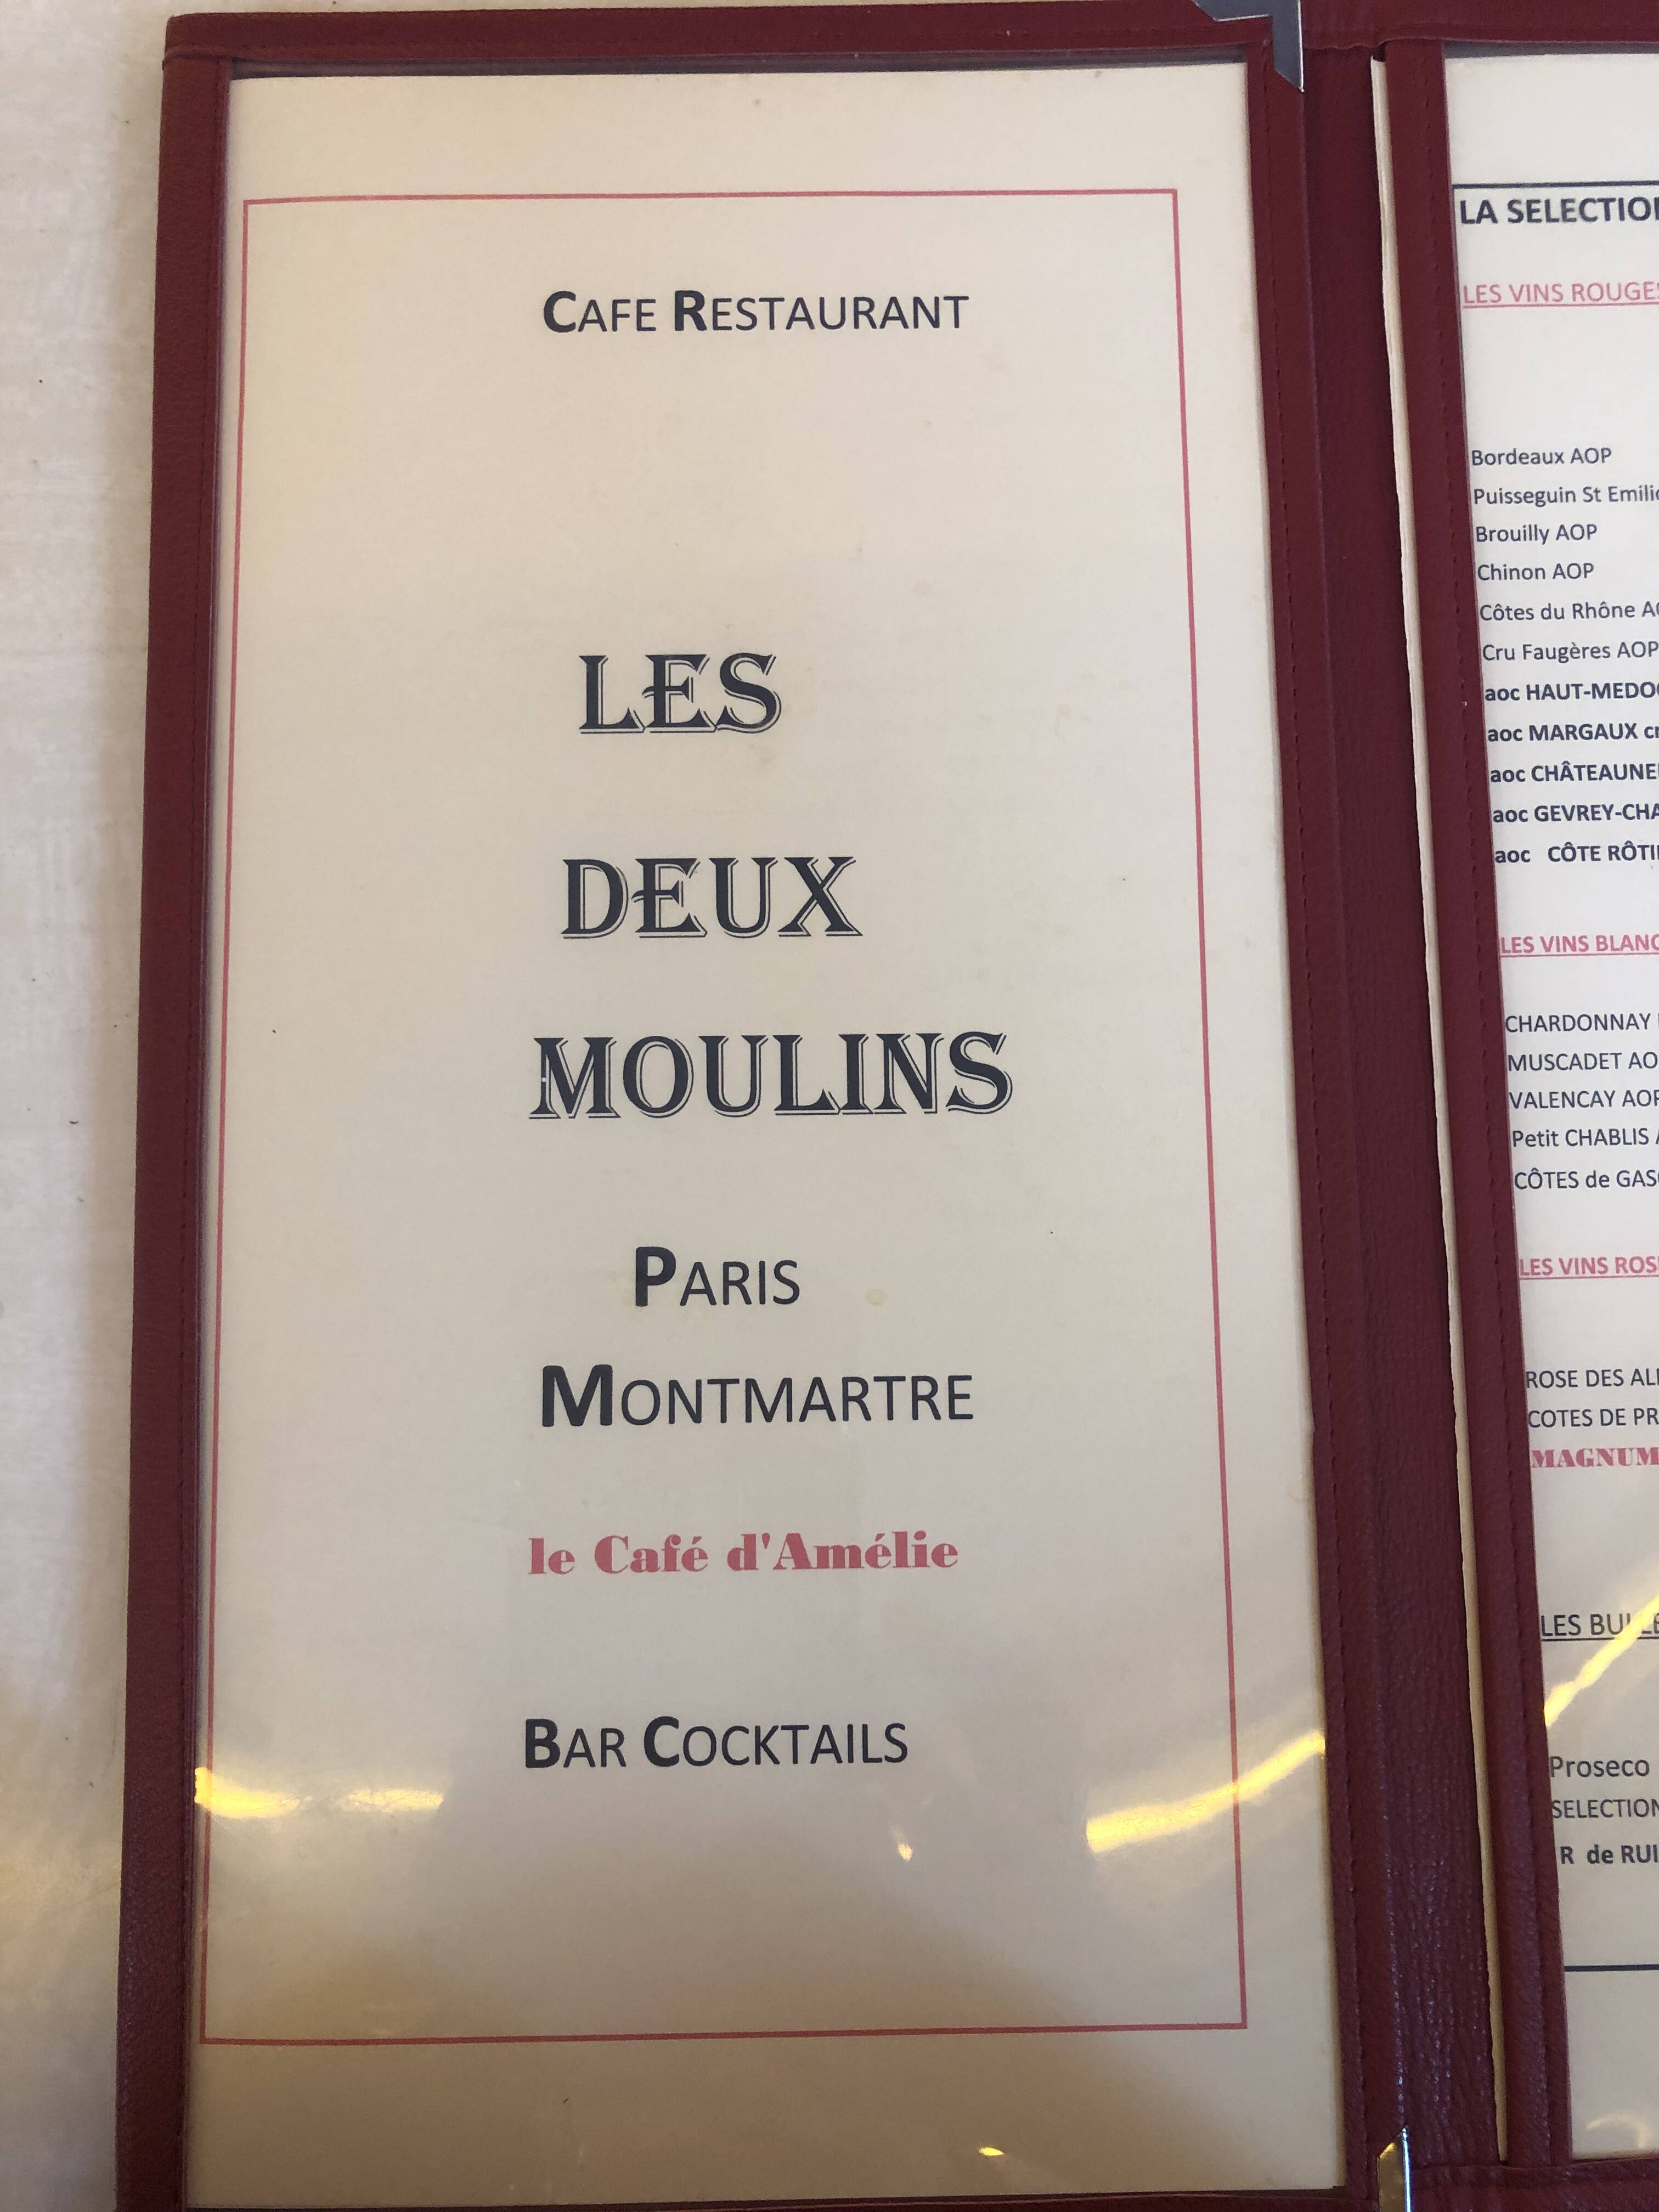 CAFE RESTAURANT
LES
DEUX
MOULINS
PARIS
MONTMARTRE
le Café d'Amélie
BAR COCKTAILS
LA SELECTION
LES VINS ROUGES
Bordeaux AOP
Puisseguin St
Brouilly AOP
Chinon AOP
Côtes du Rhône
Cru Faugères AOP
aoc HAUT-MEDOC
aoc MARGAUX
aoc
aoc
aoc CÔTE
LES VINS
CHARDONNAY
MUSCADET
VALENCAY AOP
Petit CHABLIS
CÔTES de
LES VINS
ROSE DES
COTES DE
MAGNUM
LES
Proseco
SELECTION
R de